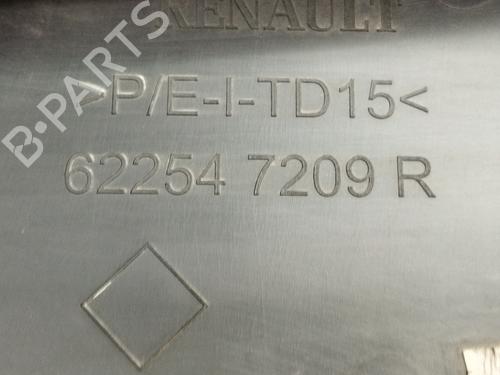 RENAULT
>P/E-I-TD15<
62254 7209 R
B-PARTS